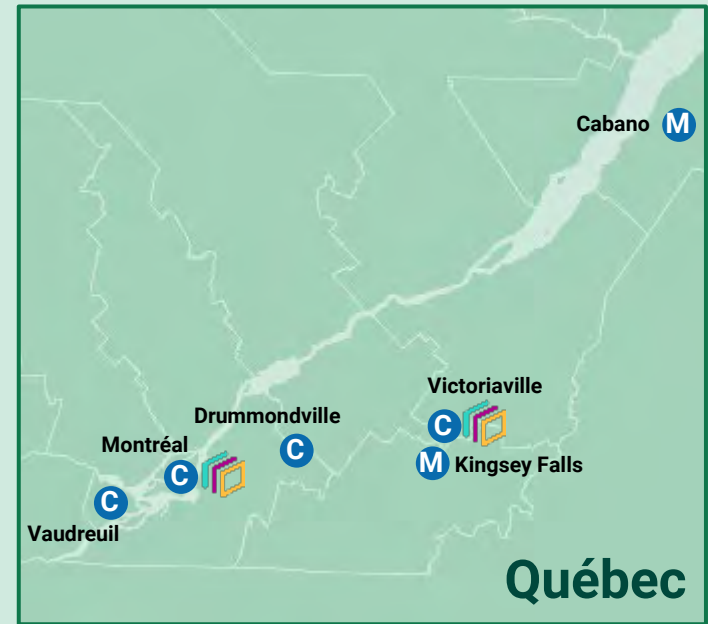 Cabano M
Victoriaville
C
Drummondville
C
Montréal
C
M Kingsey Falls
C
Vaudreuil
Québec